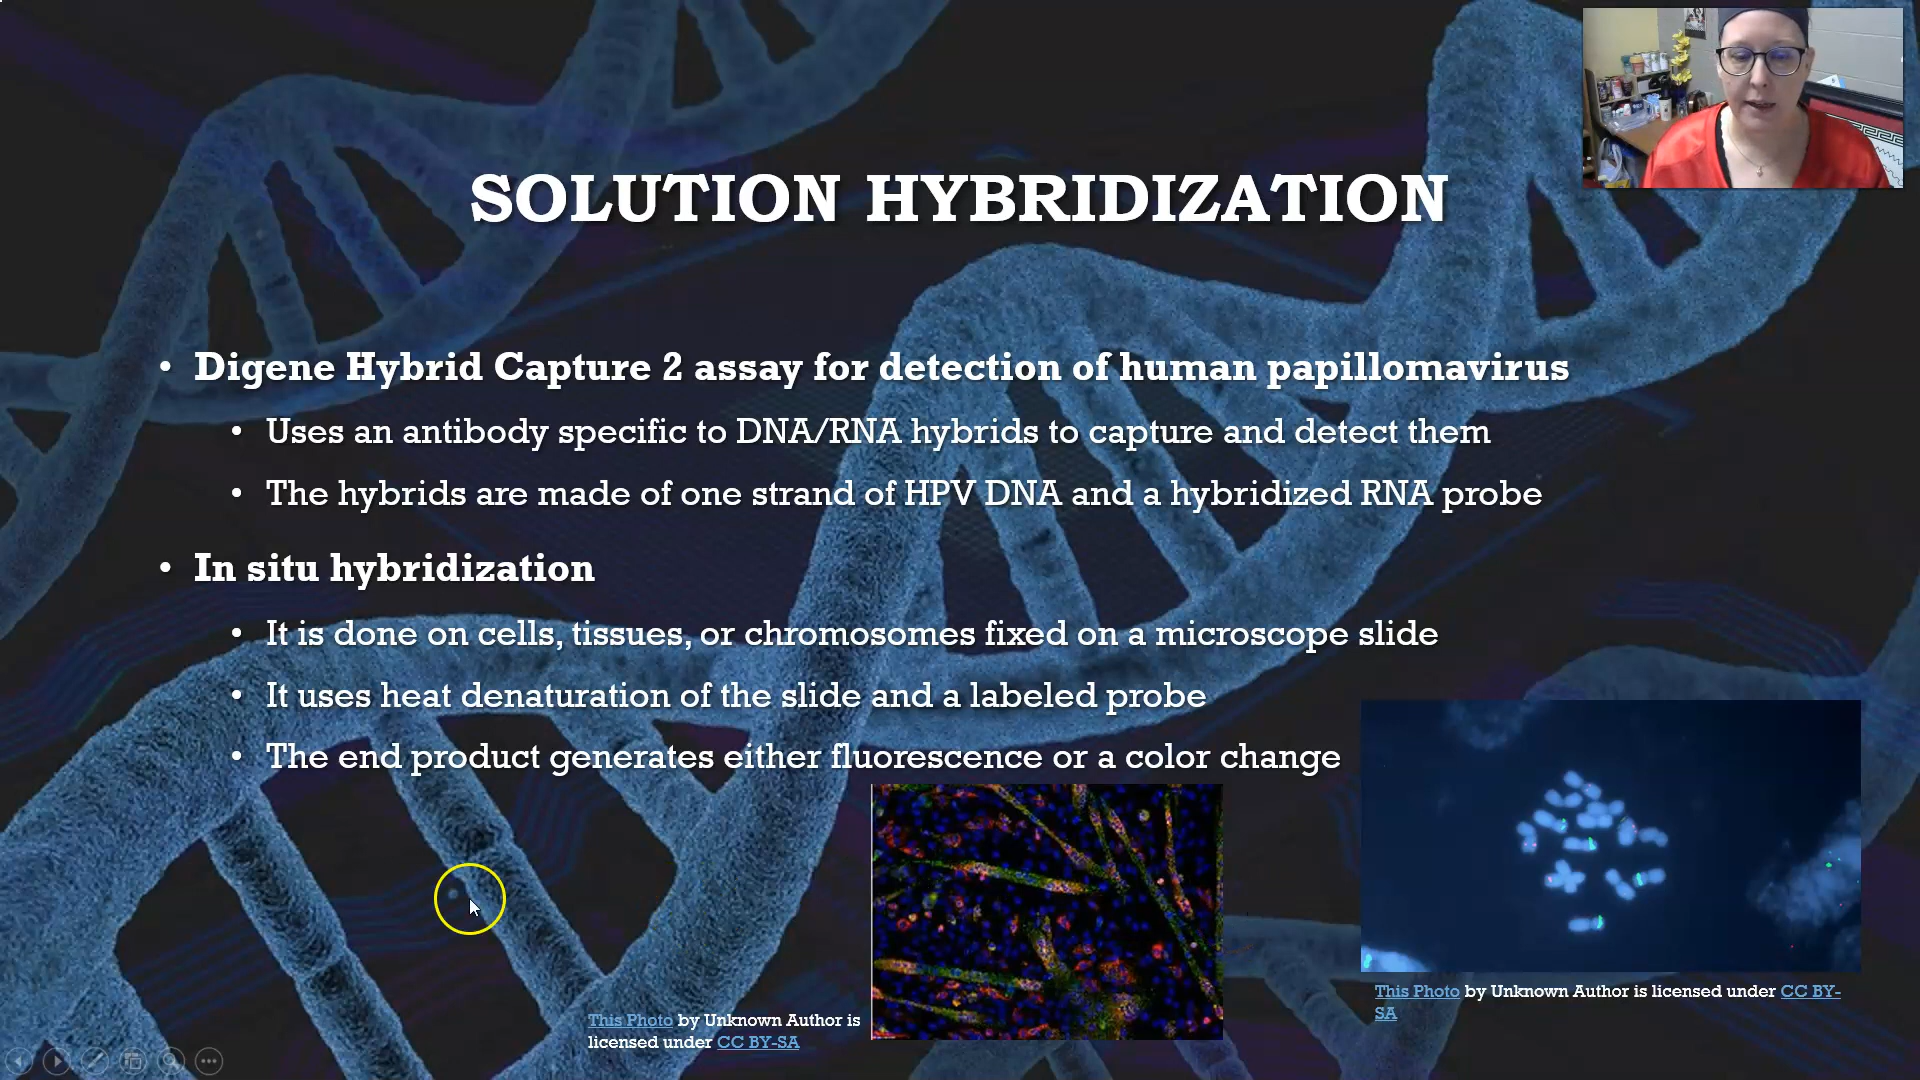 SOLUTION HYBRIDIZATION
• Digene Hybrid Capture 2 assay for detection of human papillomavirus
• Uses an antibody specific to DNA/RNA hybrids to capture and detect them
• The hybrids are made of one strand of HPV DNA and a hybridized RNA probe
• In situ hybridization
• It is done on cells, tissues, or chromosomes fixed on a microscope slide
• It uses heat denaturation of the slide and a labeled probe
• The end product generates either fluorescence or a color change
This Photo by Unknown Author is
licensed under CC BY-SA
This Photo by Unknown Author is licensed under CC BY-
SA